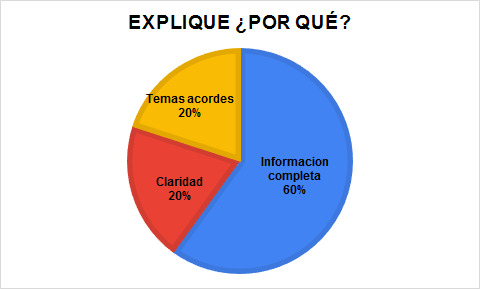 EXPLIQUE ¿POR QUÉ?
Temas acordes
20%
Informacion
completa
60%
Claridad
20%